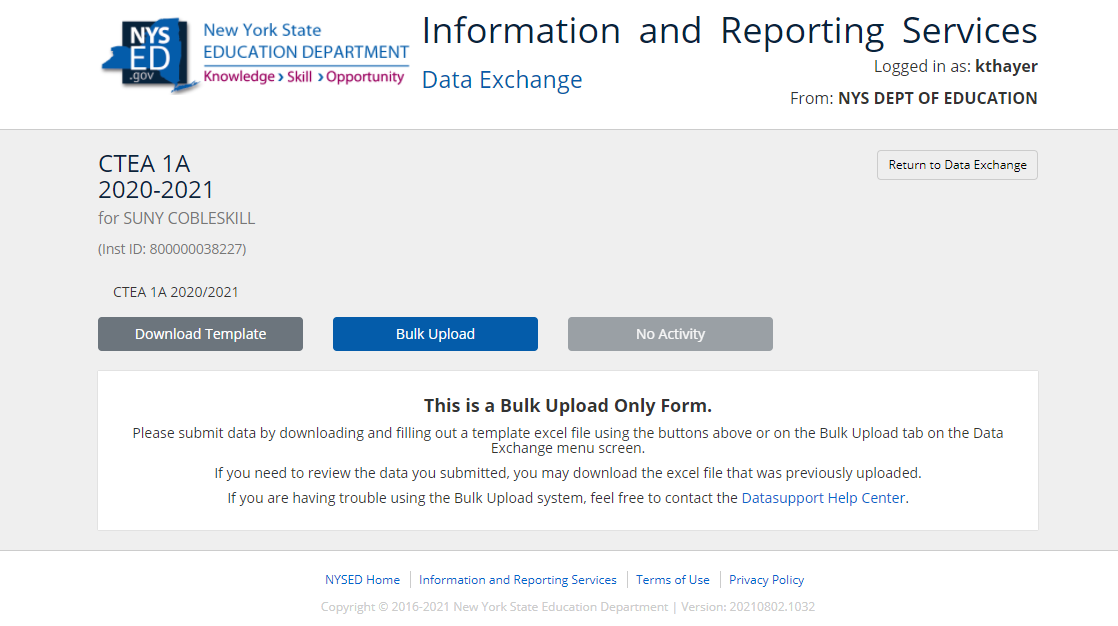 NYS
ED
.gov
New York State
EDUCATION DEPARTMENT
Knowledge › Skill › Opportunity
Information and Reporting Services
Data Exchange
Logged in as: kthayer
From: NYS DEPT OF EDUCATION
CTEA 1A
2020-2021
for SUNY COBLESKILL
(Inst ID: 800000038227)
Return to Data Exchange
CTEA 1A 2020/2021
Download Template
Bulk Upload
No Activity
This is a Bulk Upload Only Form.
Please submit data by downloading and filling out a template excel file using the buttons above or on the Bulk Upload tab on the Data
Exchange menu screen.
If you need to review the data you submitted, you may download the excel file that was previously uploaded.
If you are having trouble using the Bulk Upload system, feel free to contact the Datasupport Help Center.
NYSED Home | Information and Reporting Services | Terms of Use | Privacy Policy
Copyright © 2016-2021 New York State Education Department | Version: 20210802.1032